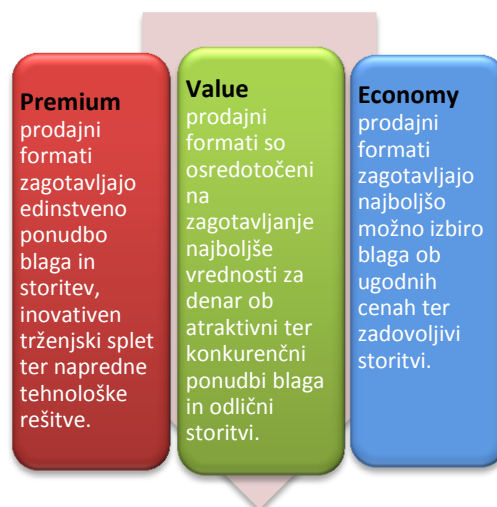 Premium
prodajni
formati
zagotavljajo
edinstveno
ponudbo
blaga in
storitev,
inovativen
trženjski splet
ter napredne
tehnološke
rešitve.
Value
prodajni
formati so
osredotočeni
na
zagotavljanje
najboljše
vrednosti za
denar ob
atraktivni ter
konkurenčni
ponudbi blaga
in odlični
storitvi.
Economy
prodajni
formati
zagotavljajo
najboljšo
možno izbiro
blaga ob
ugodnih
cenah ter
zadovoljivi
storitvi.